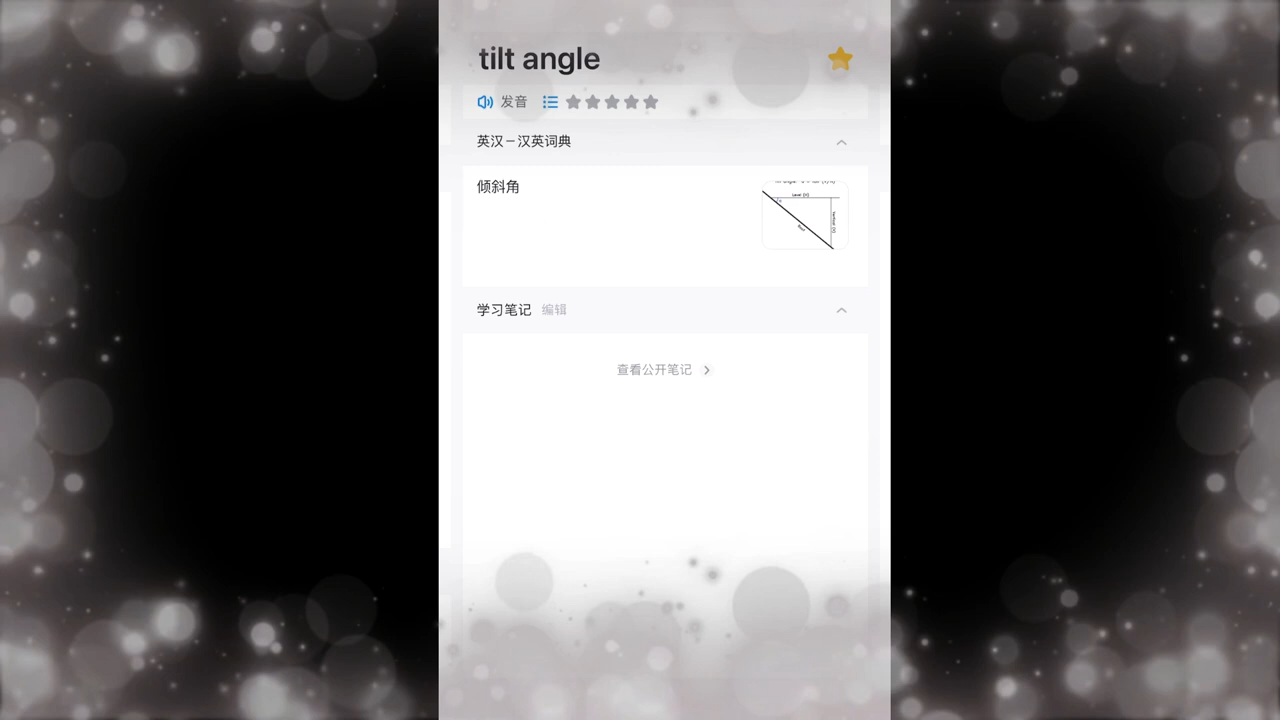 tilt angle
发音
英汉－汉英词典
倾斜角
Level (X)
学习笔记 编辑
查看公开笔记